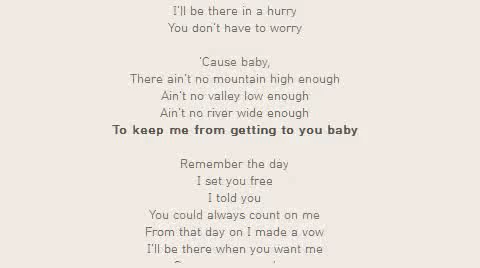 I'll be there in a hurry
You don't have to worry
'Cause baby,
There ain't no mountain high enough
Ain't no valley low enough
Ain't no river wide enough
To keep me from getting to you baby
Remember the day
I set you free
I told you
You could always count on me
From that day on I made a vow
I'll be there when you want me